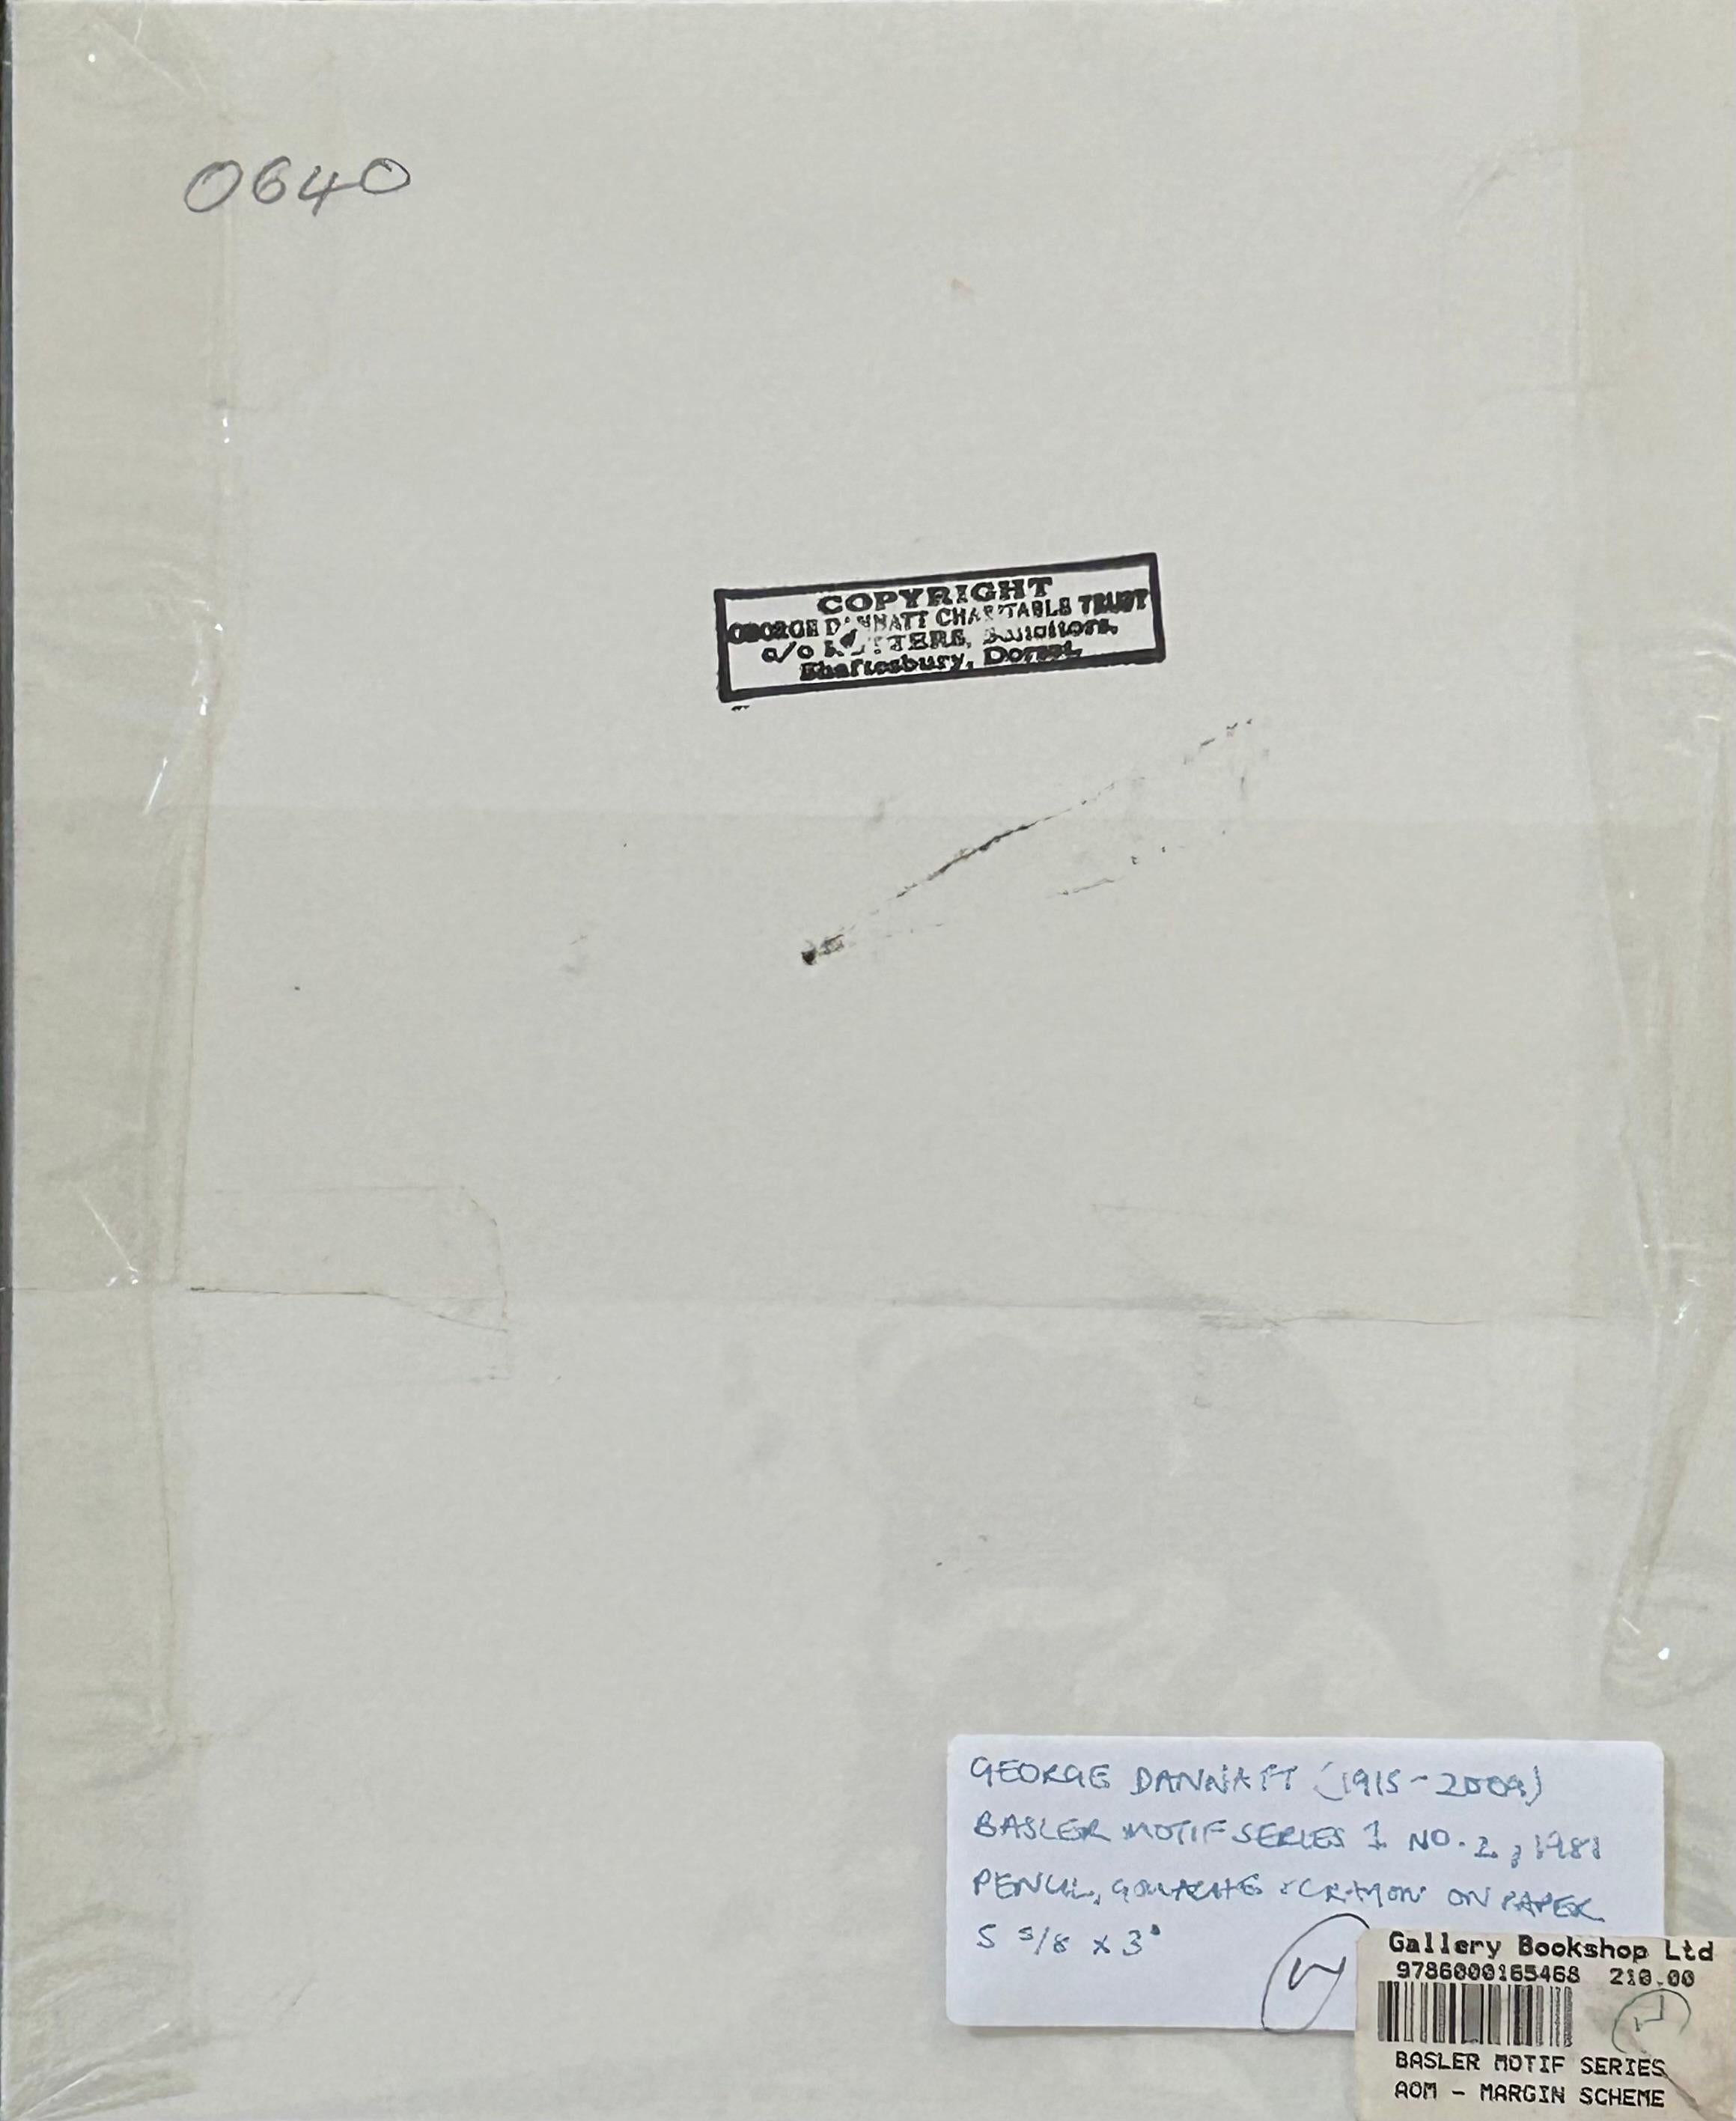 0640
COPYRIGHT
GEORGE DANNATT CHARITABLE TRUST
c/o RUTTERS, Solicitors,
Shaftesbury, Dorset.
GEORGE DANNATT (1915-2009)
BASLER MOTIF SERIES 1 NO. 2, 1981
PENCIL, GOUACHE & CRAYON ON PAPER
5 5/8 x 3"
Gallery Bookshop Ltd
9786000165468 210.00
BASLER MOTIF SERIES
AOM - MARGIN SCHEME